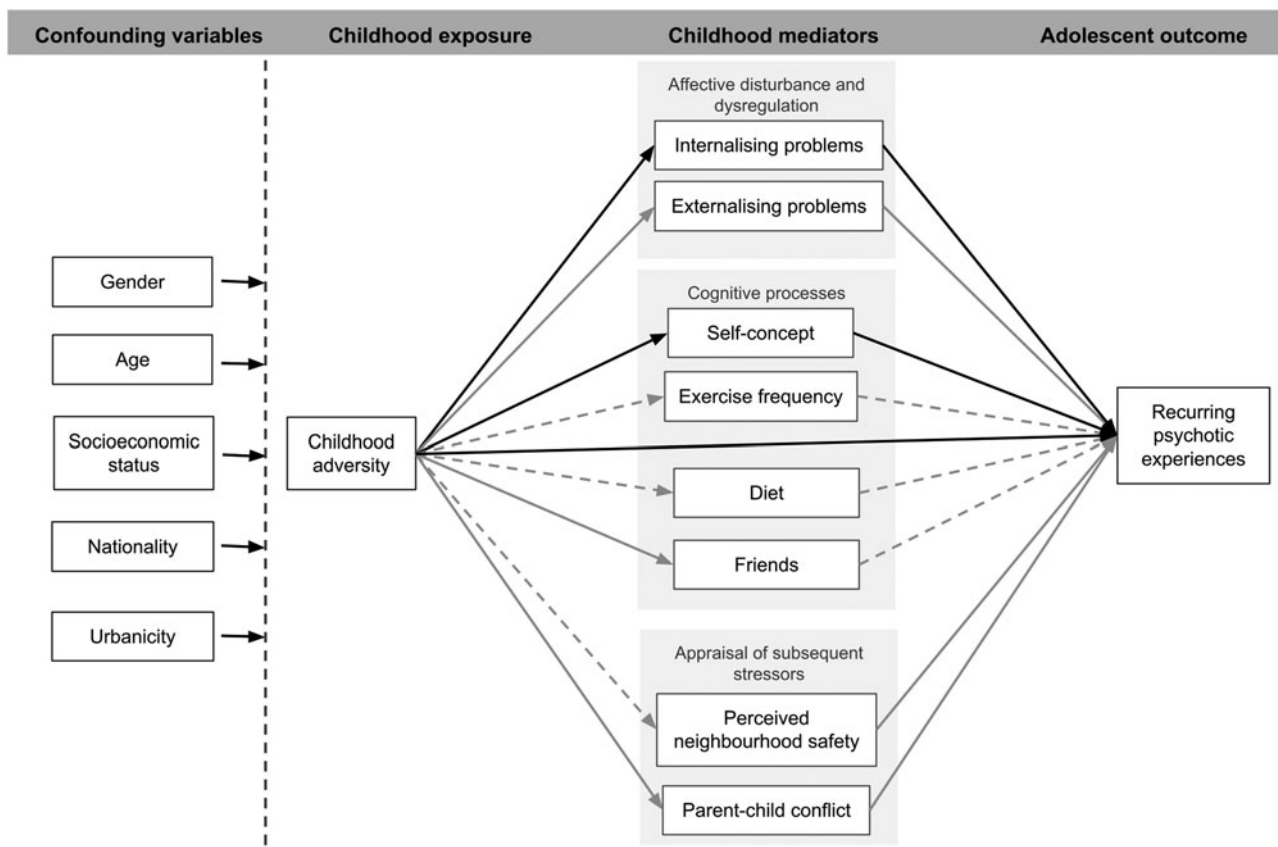 Confounding variables
Childhood exposure
Childhood mediators
Adolescent outcome
Gender
Age
Socioeconomic
status
Nationality
Urbanicity
Childhood
adversity
Affective disturbance and
dysregulation
Internalising problems
Externalising problems
Cognitive processes
Self-concept
Exercise frequency
Diet
Friends
Appraisal of subsequent
stressors
Perceived
neighbourhood safety
Parent-child conflict
Recurring
psychotic
experiences